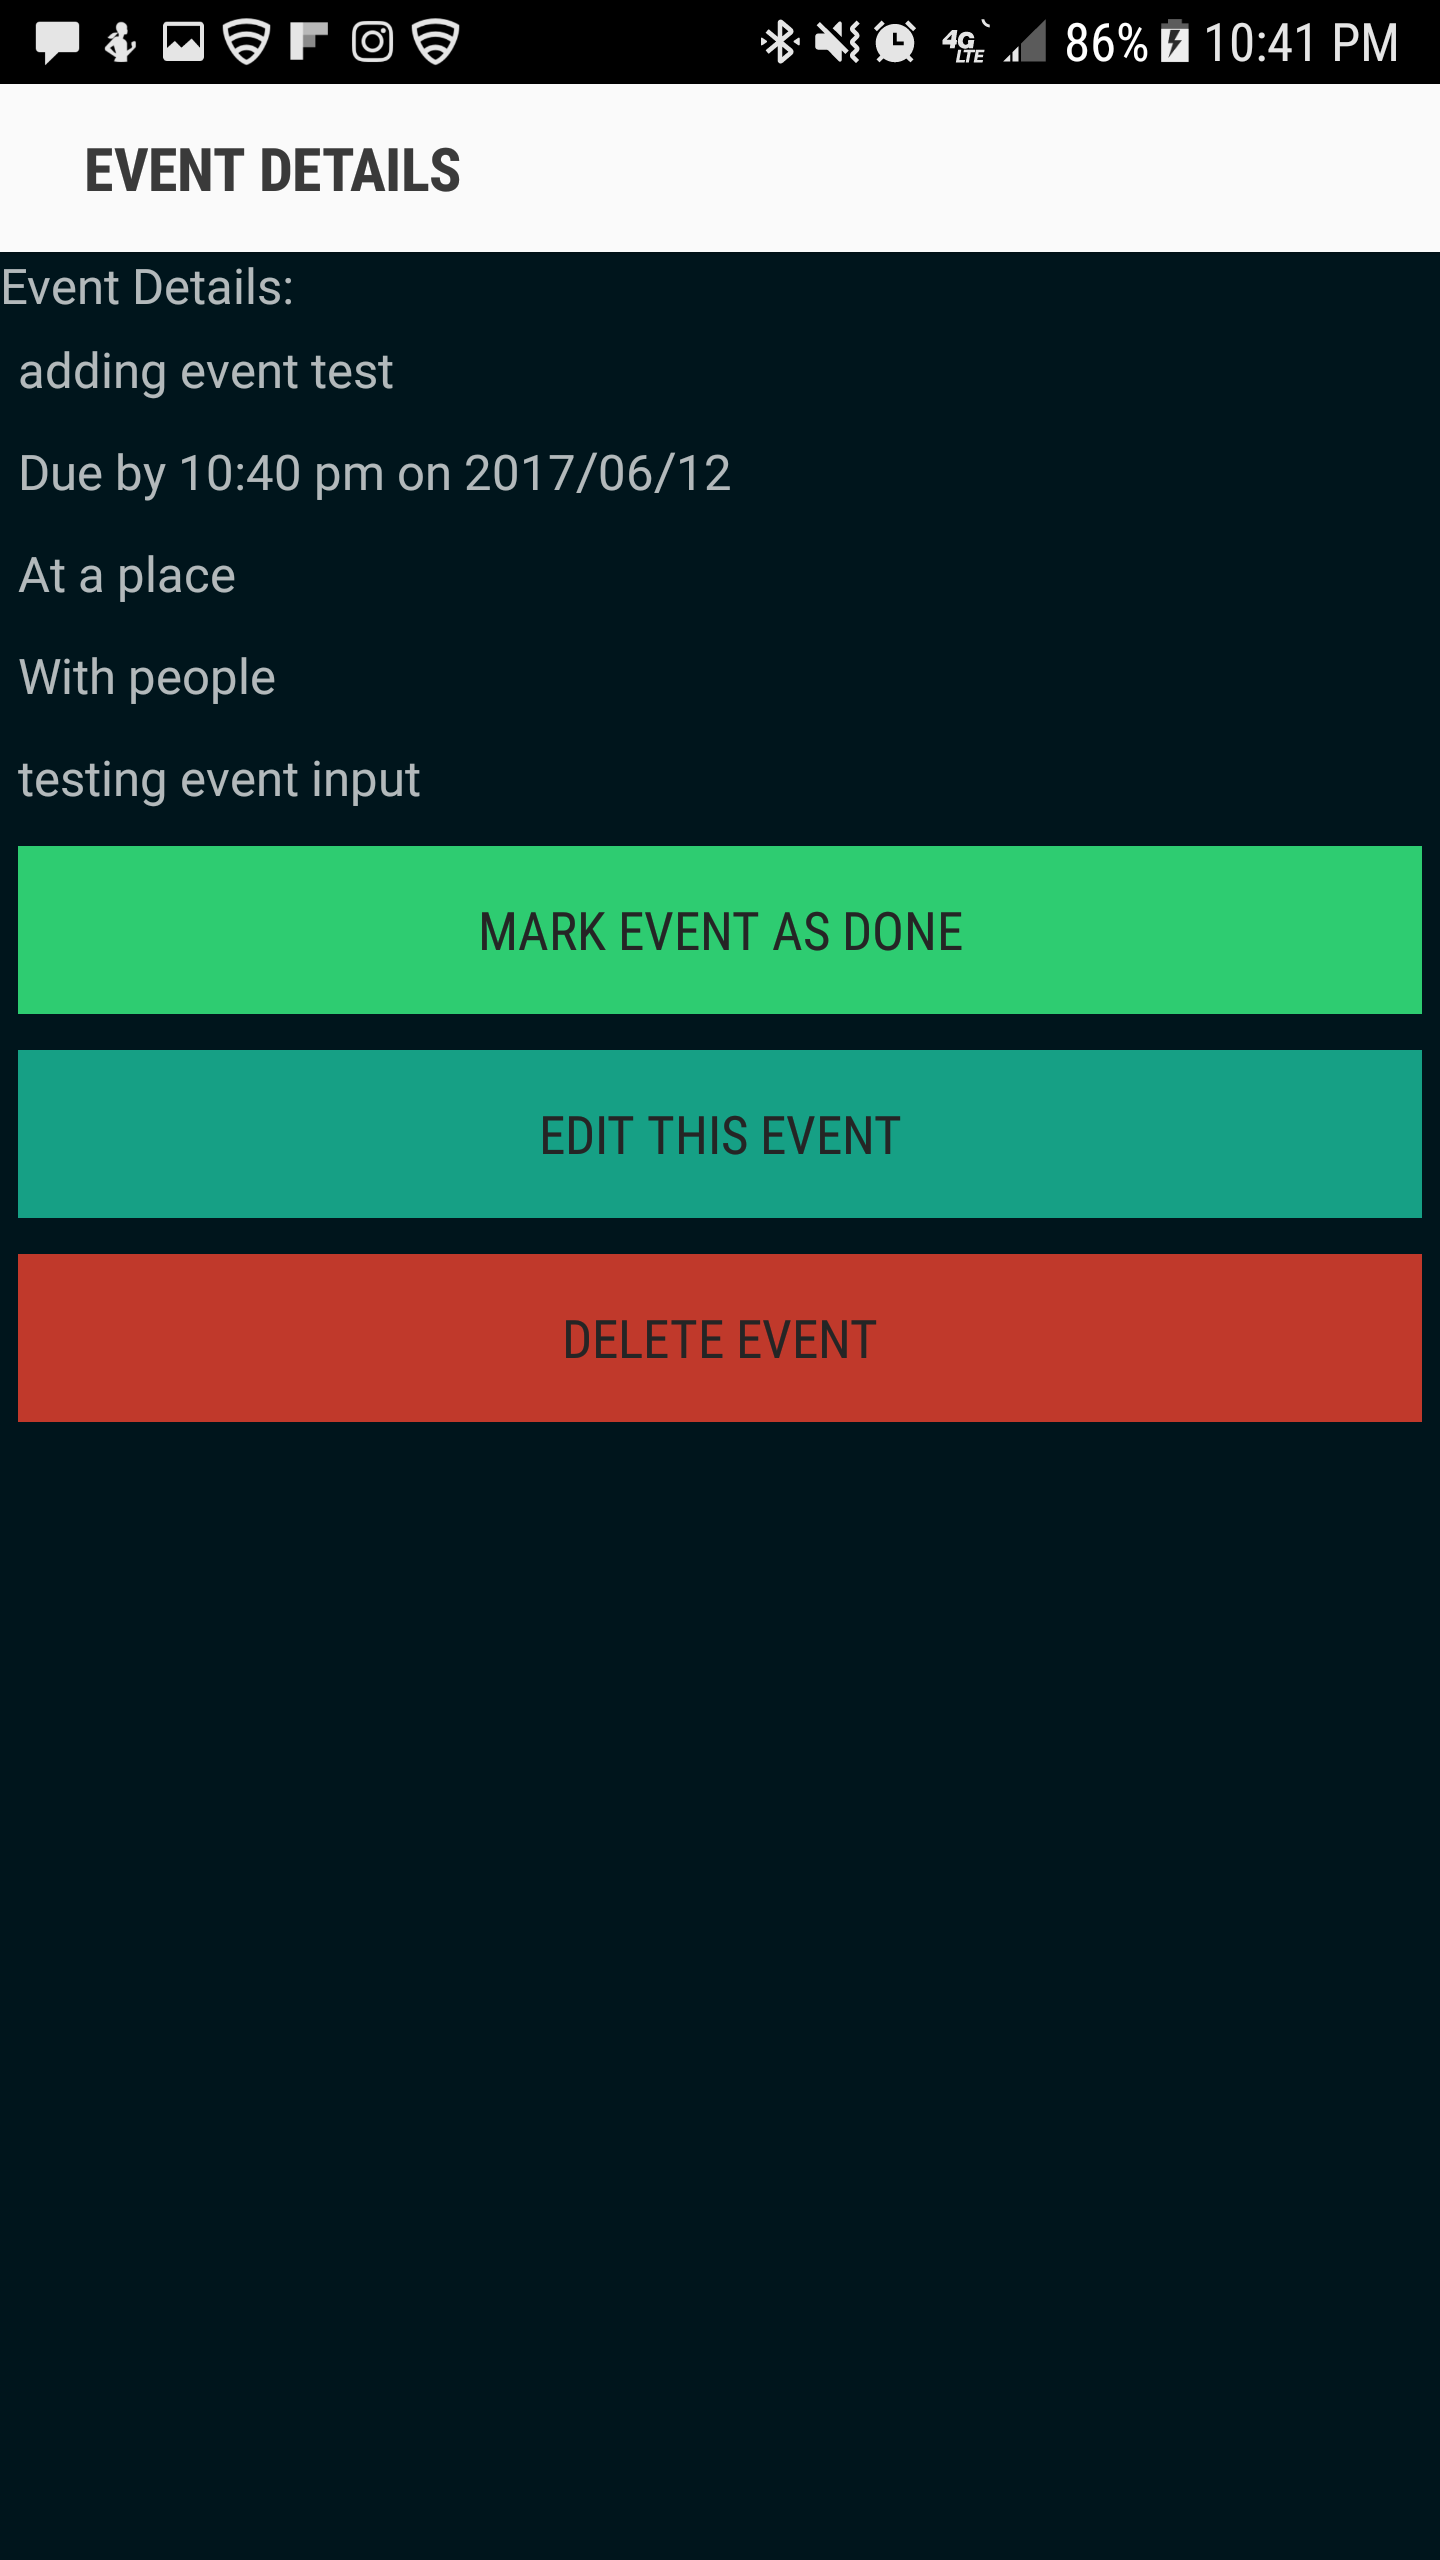 4G LTE 86% 10:41 PM
EVENT DETAILS
Event Details:
adding event test
Due by 10:40 pm on 2017/06/12
At a place
With people
testing event input
MARK EVENT AS DONE
EDIT THIS EVENT
DELETE EVENT